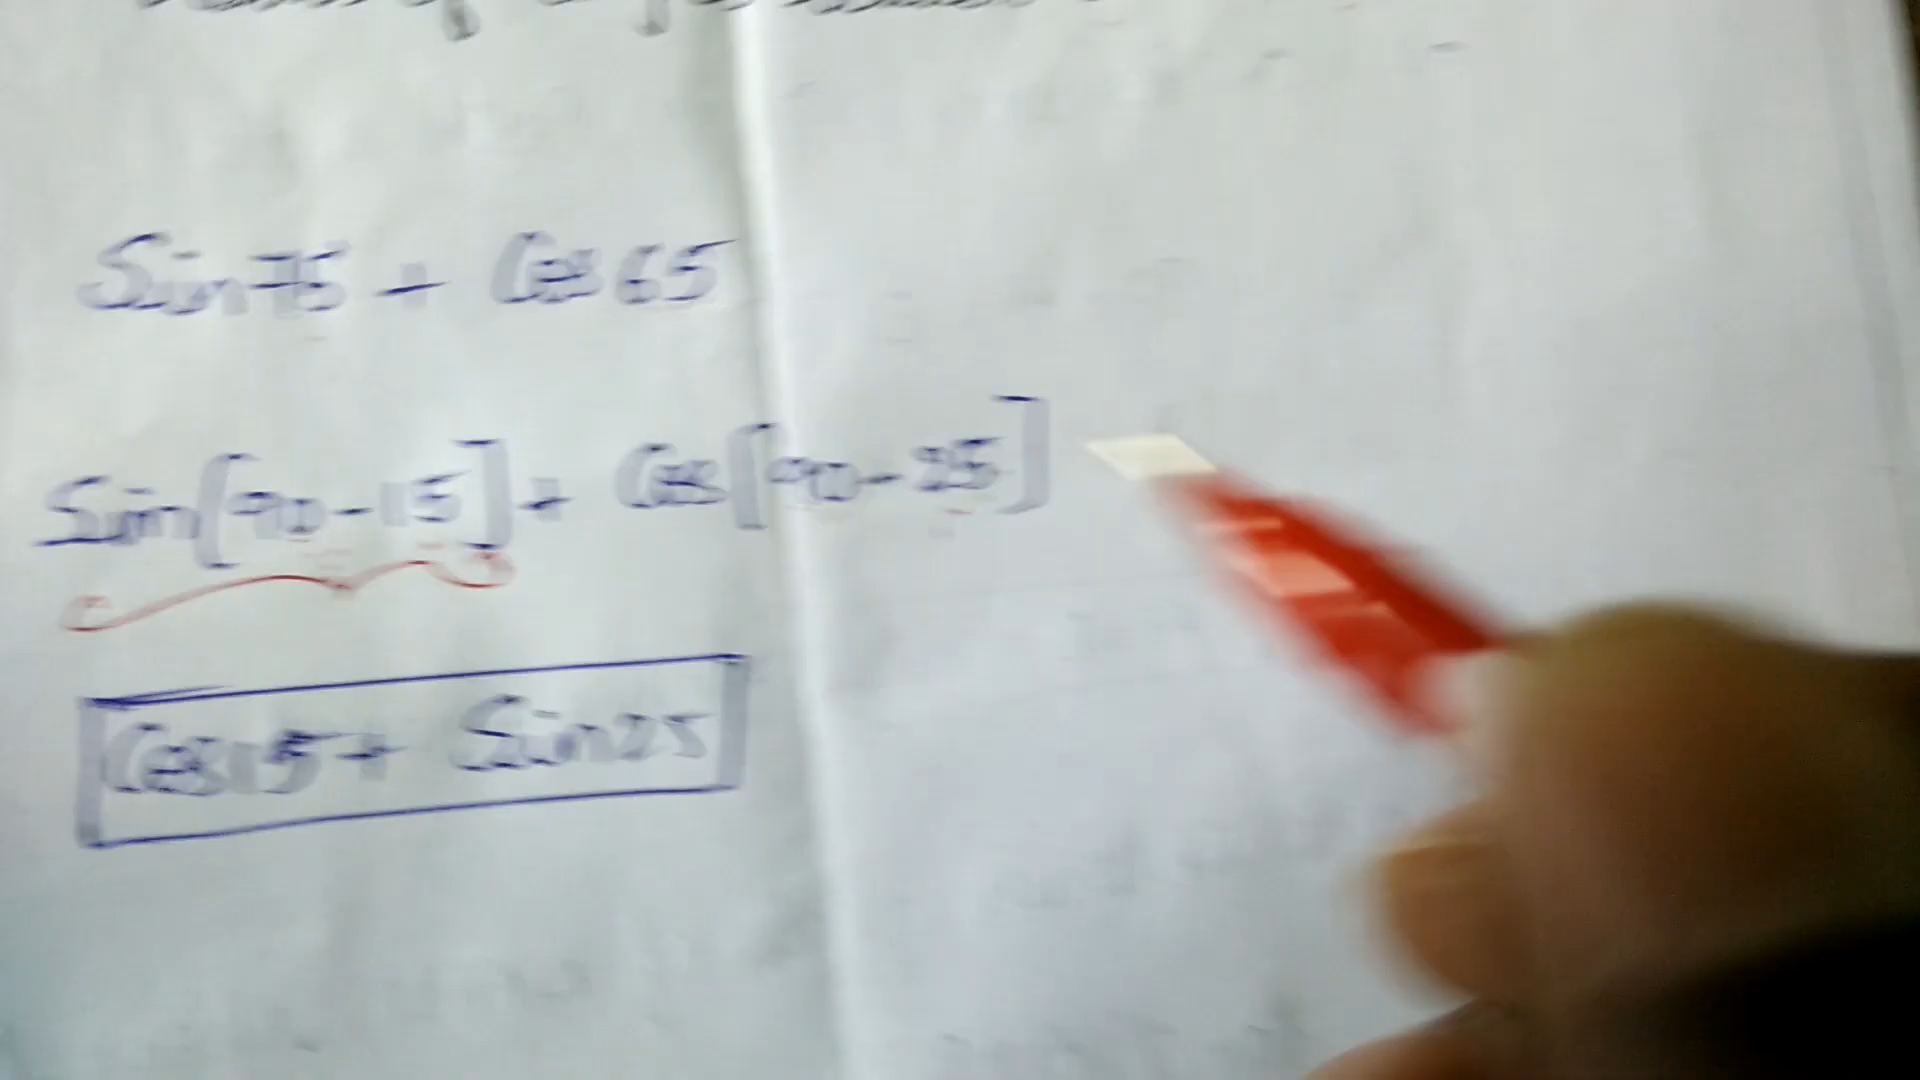 Sin75 + Cos65
Sin[90-15] + Cos[90-25]
Cos15 + Sin25